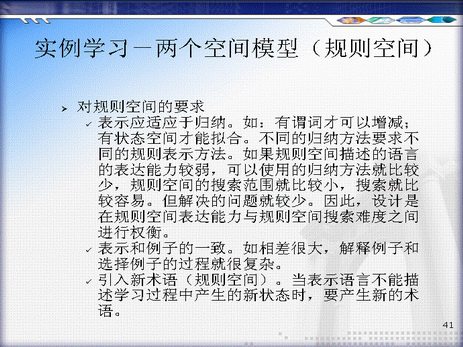 实例学习－两个空间模型（规则空间）
对规则空间的要求
表示应适应于归纳。如：有谓词才可以增减；
有状态空间才能拟合。不同的归纳方法要求不
同的规则表示方法。如果规则空间描述的语言
的表达能力较弱，可以使用的归纳方法就比较
少，规则空间的搜索范围就比较小，搜索就比
较容易。但解决的问题就较少。因此，设计是
在规则空间表达能力与规则空间搜索难度之间
进行权衡。
表示和例子的一致。如相差很大，解释例子和
选择例子的过程就很复杂。
引入新术语（规则空间）。当表示语言不能描
述学习过程中产生的新状态时，要产生新的术
语。
41